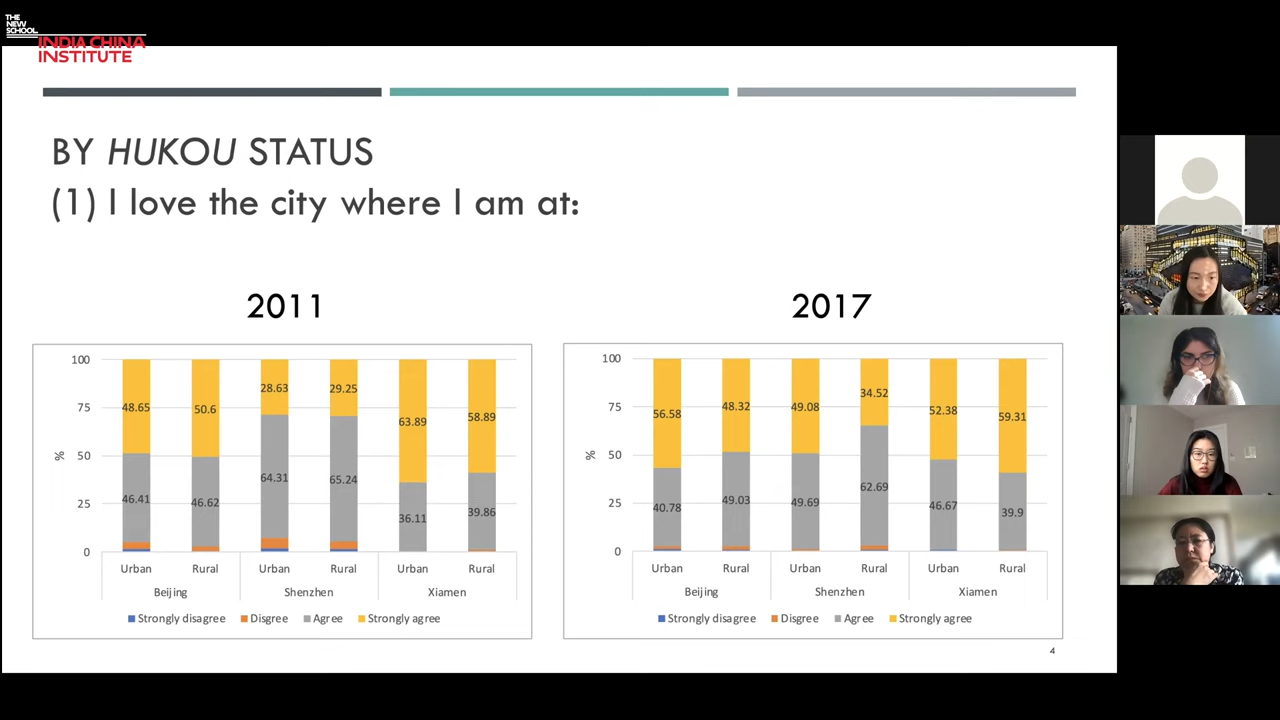 THE
NEW
SCHOOL
INDIA CHINA
INSTITUTE
BY HUKOU STATUS
(1) I love the city where I am at:
2011
100
75
50
25
0
%
48.65 50.6 28.63 29.25 63.89 58.89
46.41 46.62 64.31 65.24 36.11 39.86
Urban Rural Urban Rural Urban Rural
Beijing Shenzhen Xiamen
Strongly disagree Disgree Agree Strongly agree
2017
100
75
50
25
0
%
56.58 48.32 49.08 34.52 52.38 59.31
40.78 49.03 49.69 62.69 46.67 39.9
Urban Rural Urban Rural Urban Rural
Beijing Shenzhen Xiamen
Strongly disagree Disgree Agree Strongly agree
4